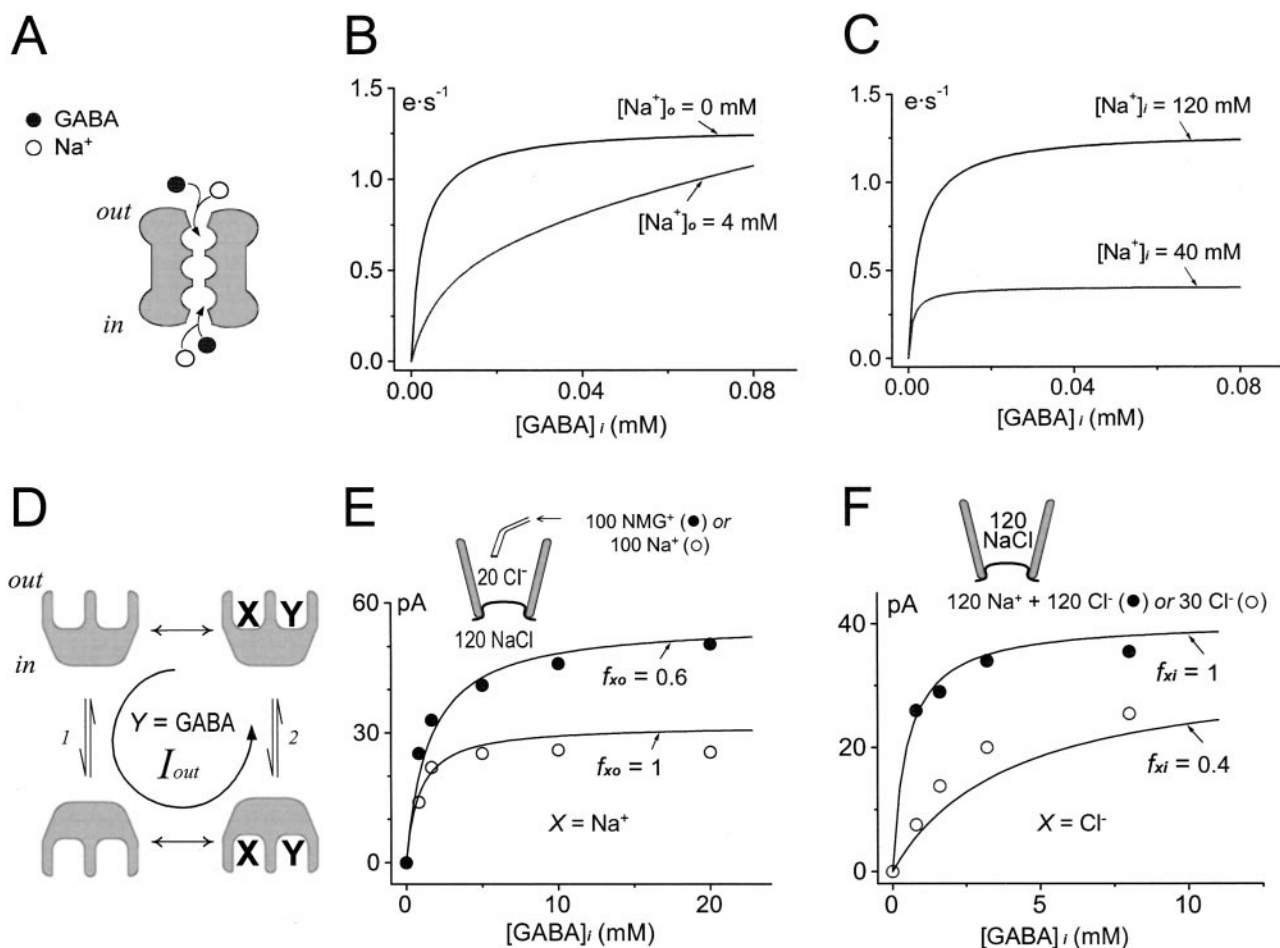 A
GABA
Na⁺
out
in
B
e·s⁻¹
1.5
1.0
0.5
0.0
[Na⁺]o = 0 mM
[Na⁺]o = 4 mM
0.00
0.04
0.08
[GABA] i (mM)
C
e·s⁻¹
1.5
1.0
0.5
0.0
[Na⁺]i = 120 mM
[Na⁺]i = 40 mM
0.00
0.04
0.08
[GABA] i (mM)
D
out
in
X Y
1
Y = GABA
Iout
2
X Y
E
100 NMG⁺ (●) or
100 Na⁺ (○)
20 Cl⁻
120 NaCl
pA
60
30
0
fxo = 0.6
fxo = 1
X = Na⁺
0
10
20
[GABA]i (mM)
F
120
NaCl
120 Na⁺ + 120 Cl⁻ (●) or 30 Cl⁻ (○)
pA
40
20
0
fxi = 1
fxi = 0.4
X = Cl⁻
0
5
10
[GABA]i (mM)